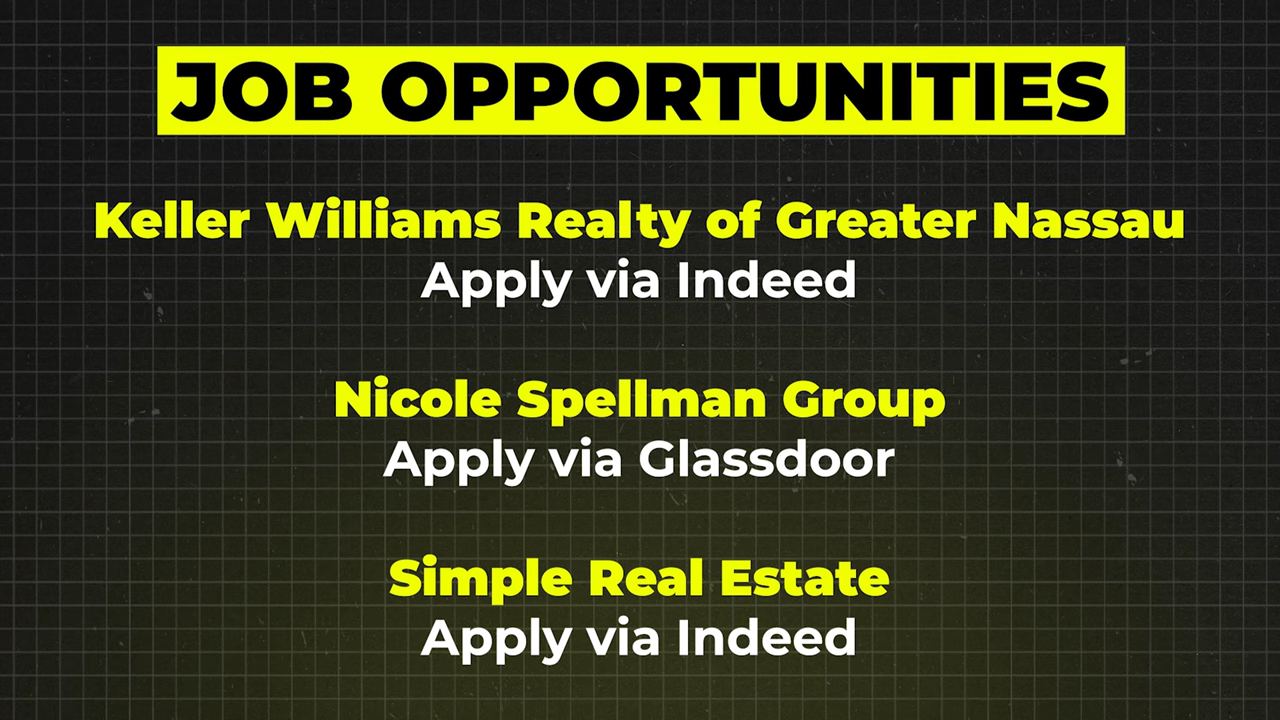 JOB OPPORTUNITIES
Keller Williams Realty of Greater Nassau
Apply via Indeed
Nicole Spellman Group
Apply via Glassdoor
Simple Real Estate
Apply via Indeed